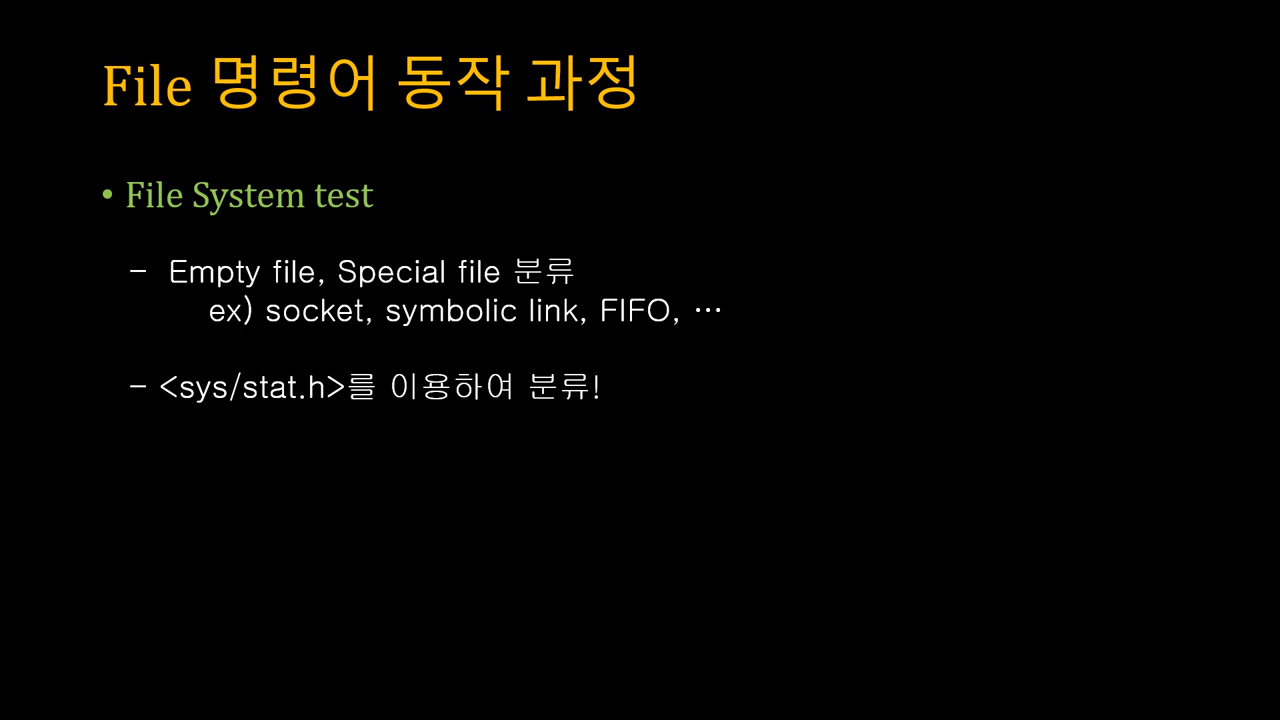 File 명령어 동작 과정
• File System test
– Empty file, Special file 분류
ex) socket, symbolic link, FIFO, …
– <sys/stat.h>를 이용하여 분류!